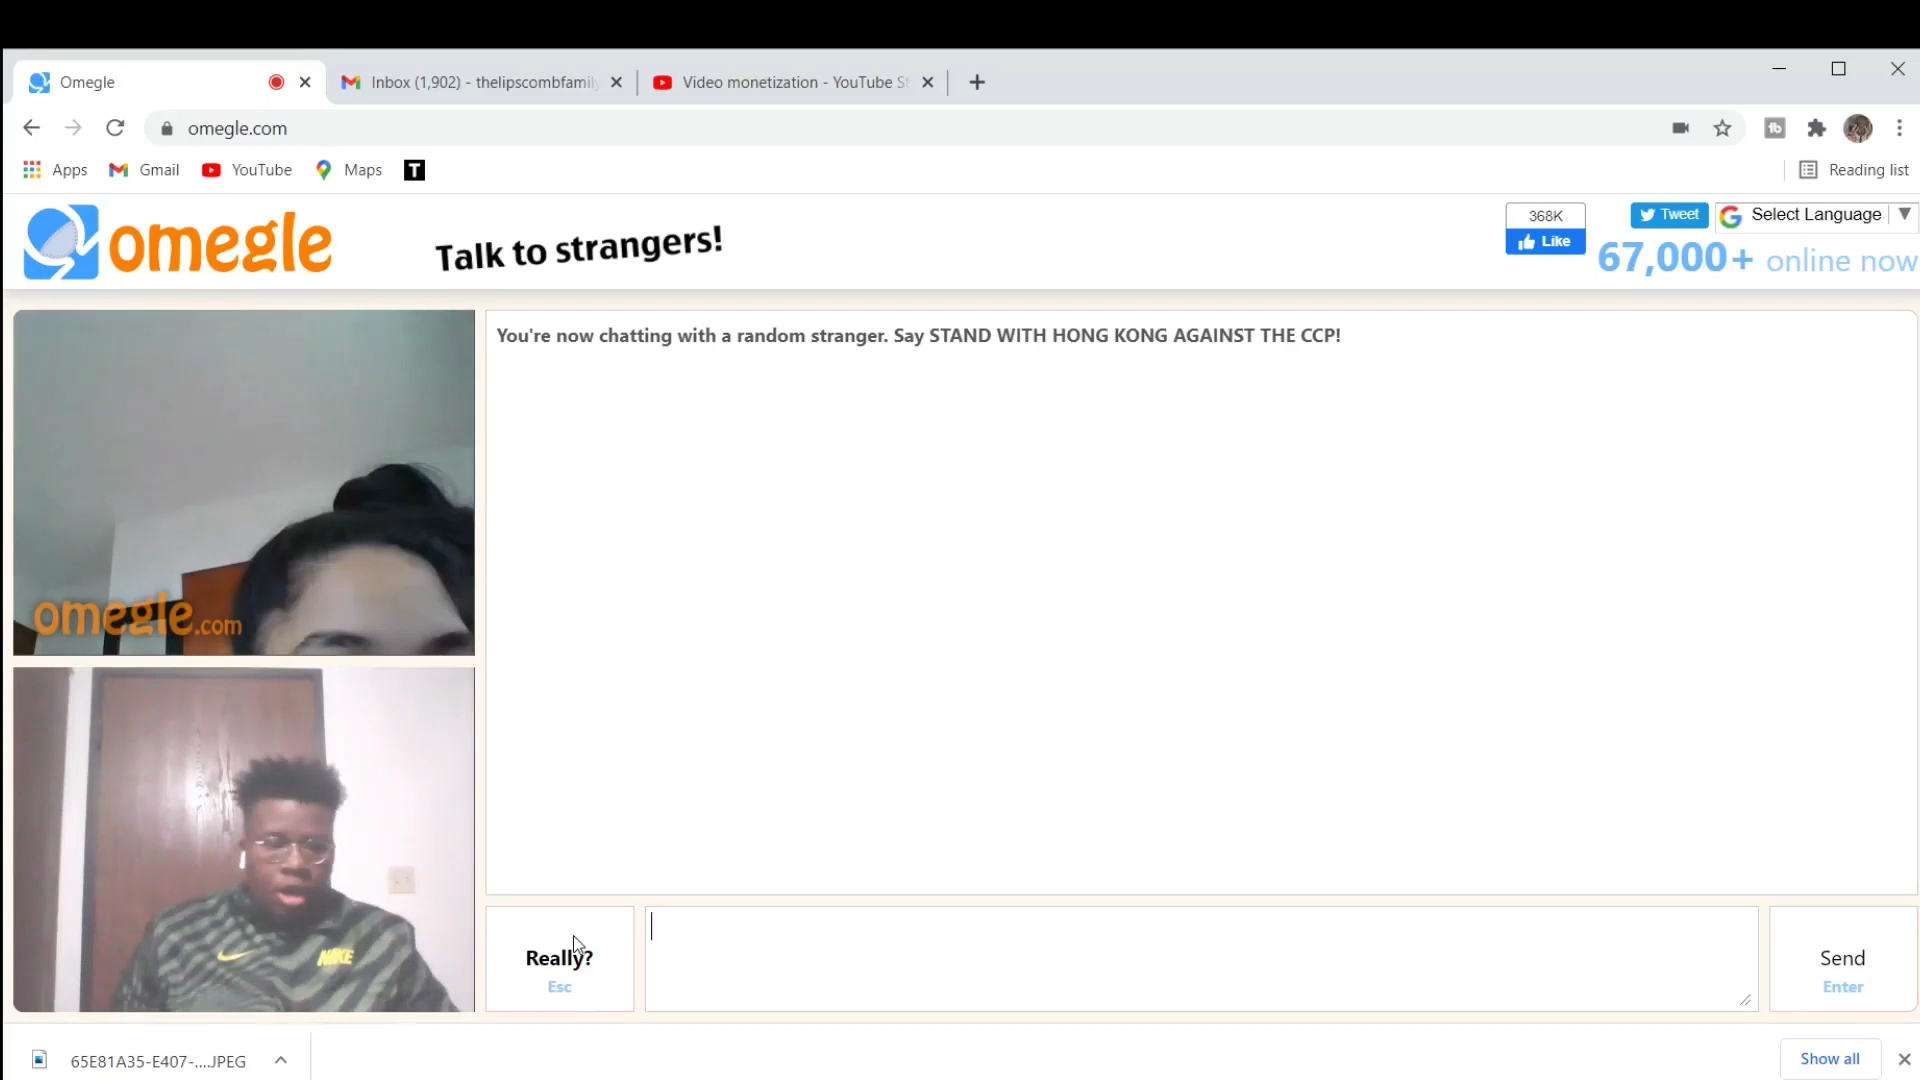 Omegle
Inbox (1,902) - thelipscombfamily
Video monetization - YouTube S
omegle.com
Apps
Gmail
YouTube
Maps
T
Reading list
omegle
Talk to strangers!
368K
Like
Tweet
Select Language
67,000+ online now
You're now chatting with a random stranger. Say STAND WITH HONG KONG AGAINST THE CCP!
omegle.com
NIKE
Really?
Esc
Send
Enter
65E81A35-E407-....JPEG
Show all